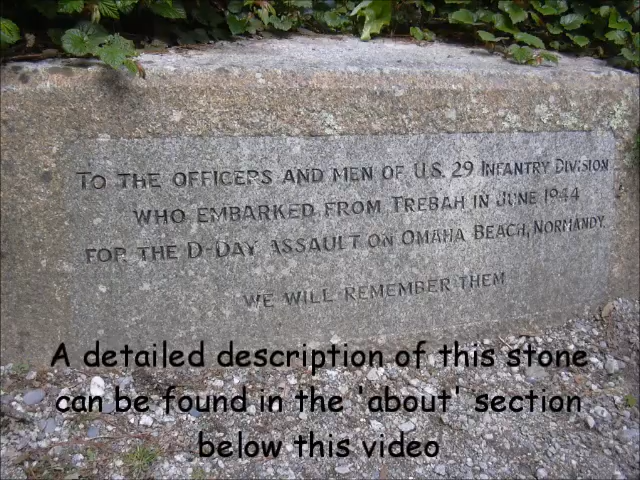 TO THE OFFICERS AND MEN OF U.S. 29 INFANTRY DIVISION
WHO EMBARKED FROM TREBAH IN JUNE 1944
FOR THE D-DAY ASSAULT ON OMAHA BEACH, NORMANDY.
WE WILL REMEMBER THEM
A detailed description of this stone
can be found in the 'about' section
below this video